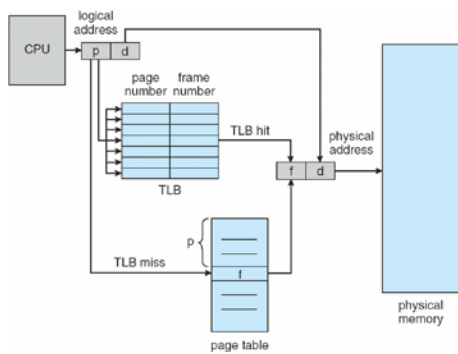 logical
address
CPU
p
d
page
number
frame
number
TLB hit
physical
address
f
d
TLB
p
TLB miss
f
page table
physical
memory